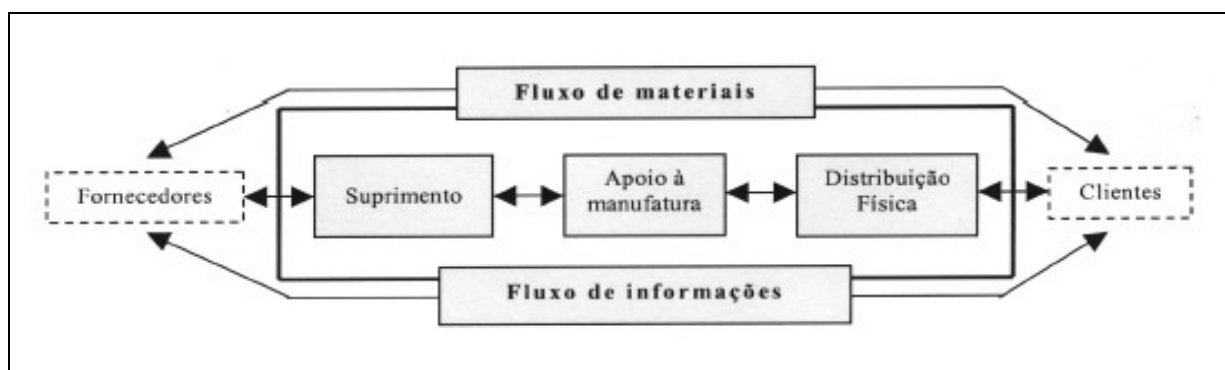 Fluxo de materiais
Fornecedores
Suprimento
Apoio à
manufatura
Distribuição
Física
Clientes
Fluxo de informações